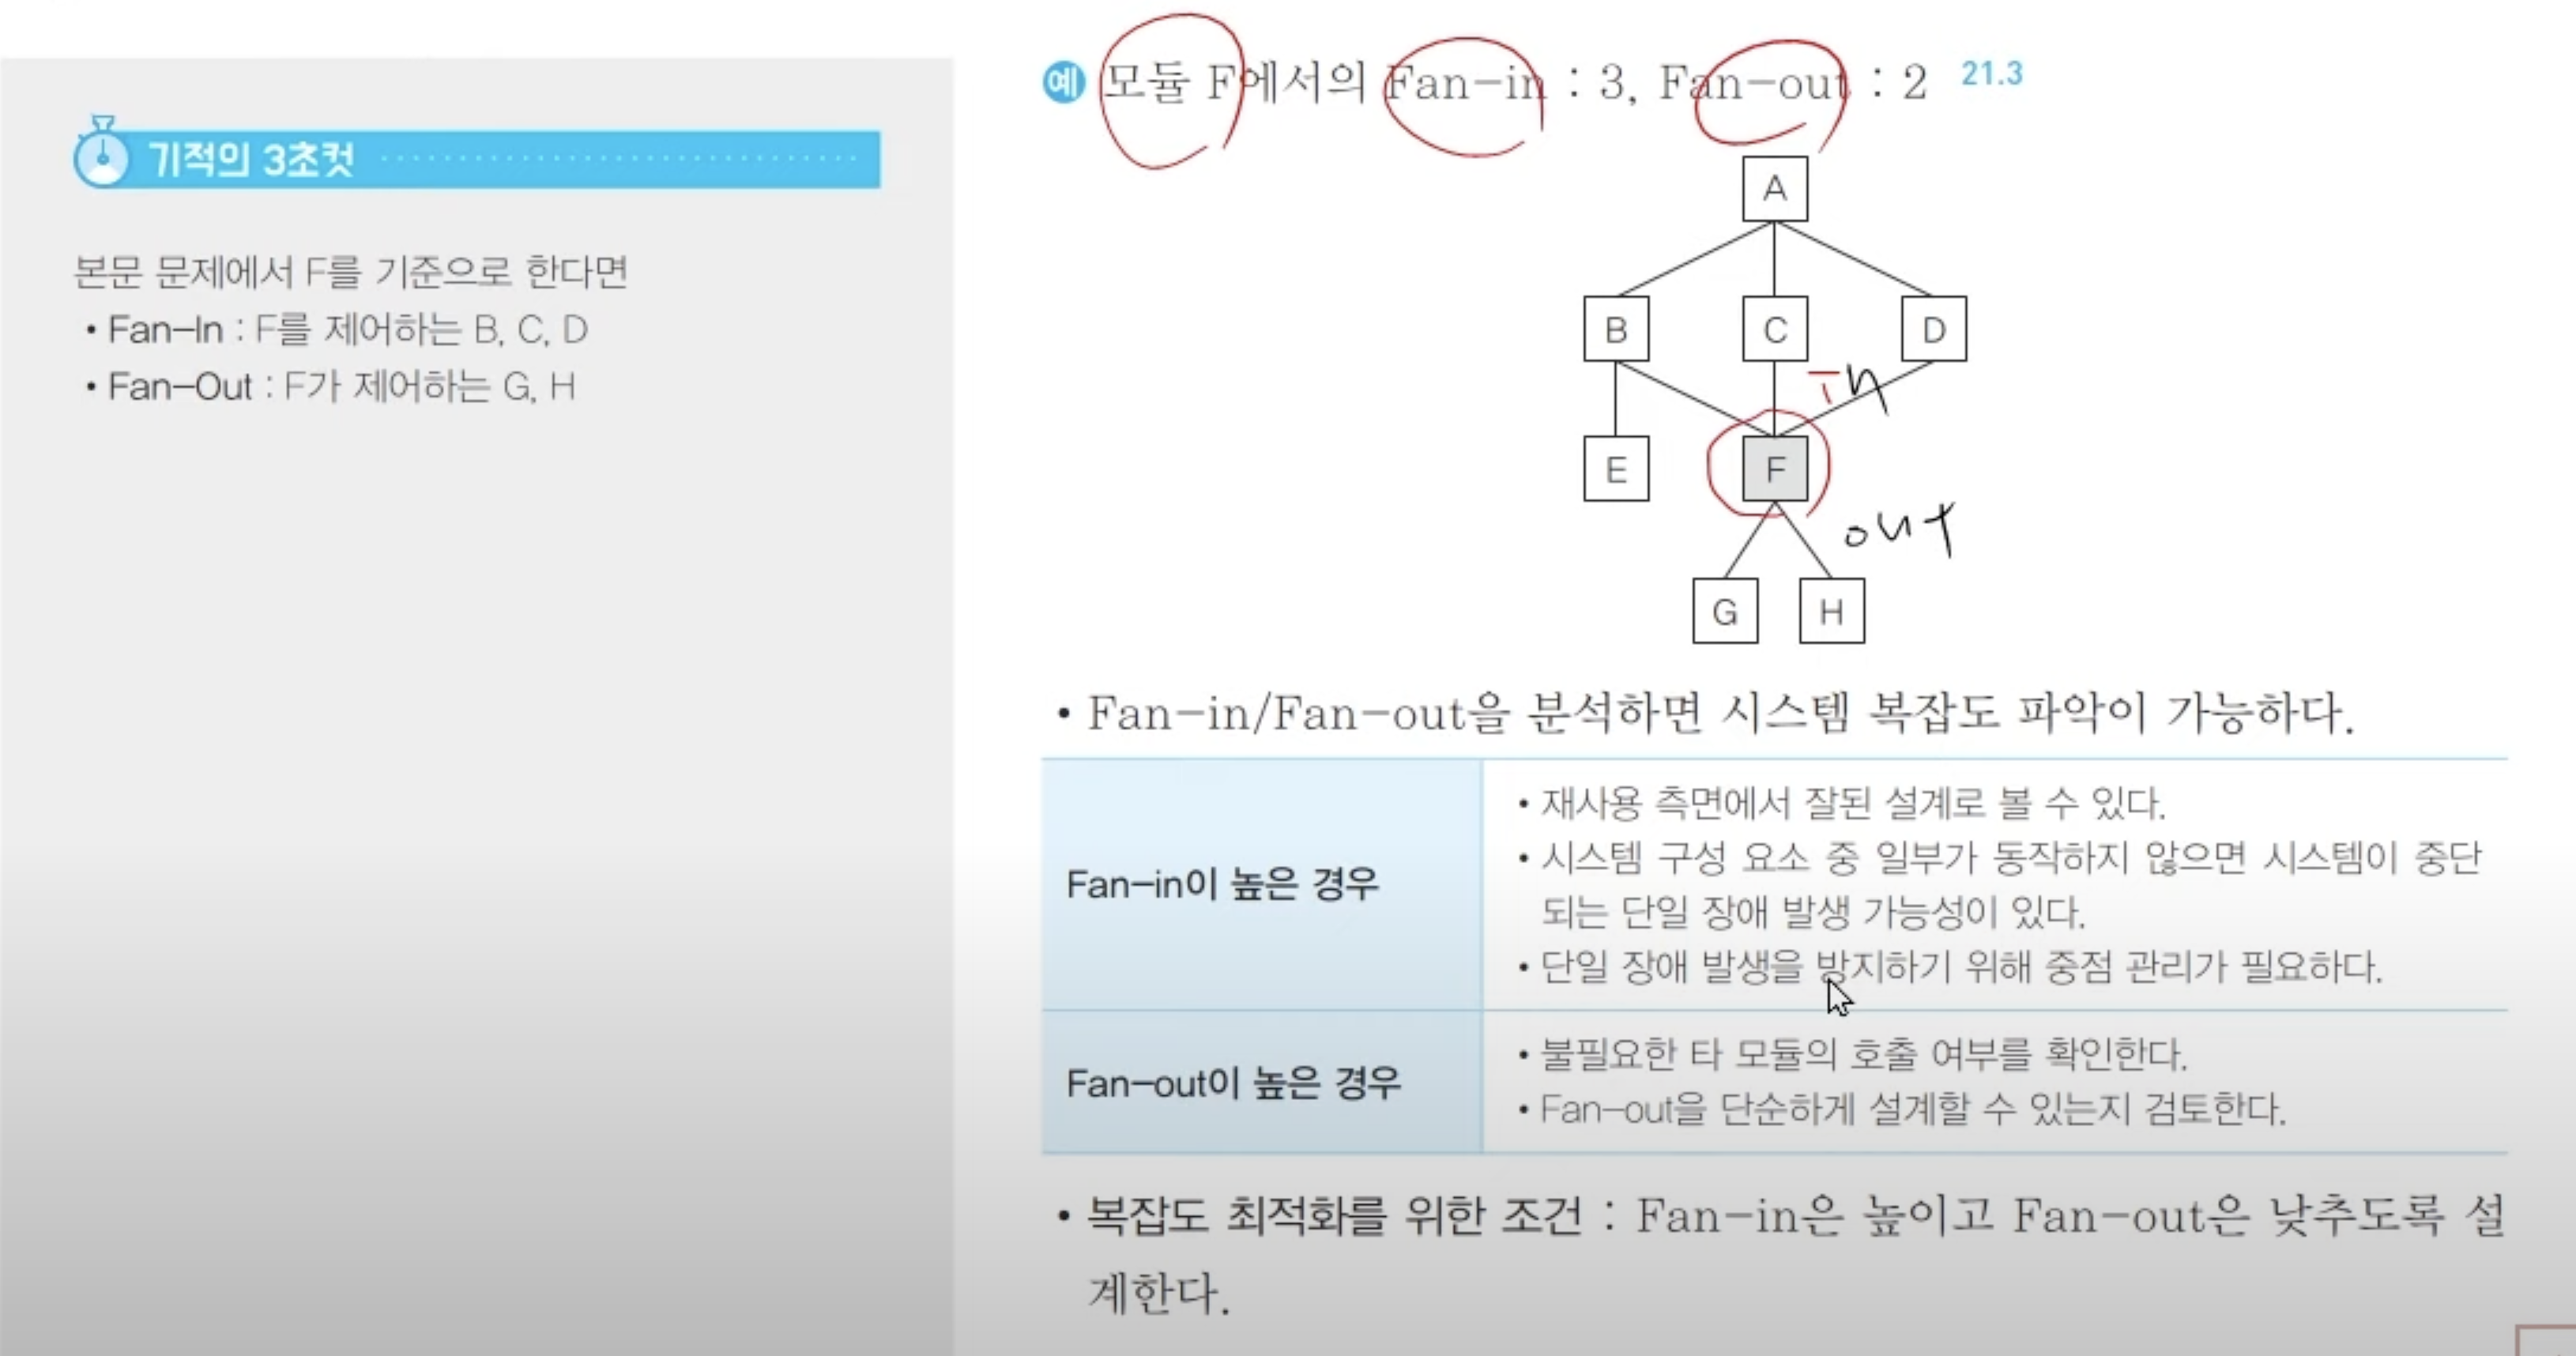 기적의 3초컷
본문 문제에서 F를 기준으로 한다면
• Fan-In : F를 제어하는 B, C, D
• Fan-Out : F가 제어하는 G, H
예 모듈 F에서의 Fan-in : 3, Fan-out : 2 21.3
A
B C D
In
E F
out
G H
• Fan-in/Fan-out을 분석하면 시스템 복잡도 파악이 가능하다.
Fan-in이 높은 경우
• 재사용 측면에서 잘된 설계로 볼 수 있다.
• 시스템 구성 요소 중 일부가 동작하지 않으면 시스템이 중단
되는 단일 장애 발생 가능성이 있다.
• 단일 장애 발생을 방지하기 위해 중점 관리가 필요하다.
Fan-out이 높은 경우
• 불필요한 타 모듈의 호출 여부를 확인한다.
• Fan-out을 단순하게 설계할 수 있는지 검토한다.
• 복잡도 최적화를 위한 조건 : Fan-in은 높이고 Fan-out은 낮추도록 설
계한다.